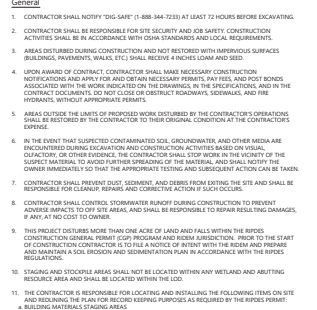 General
1. CONTRACTOR SHALL NOTIFY "DIG-SAFE" (1-888-344-7233) AT LEAST 72 HOURS BEFORE EXCAVATING.
2. CONTRACTOR SHALL BE RESPONSIBLE FOR SITE SECURITY AND JOB SAFETY. CONSTRUCTION
ACTIVITIES SHALL BE IN ACCORDANCE WITH OSHA STANDARDS AND LOCAL REQUIREMENTS.
3. AREAS DISTURBED DURING CONSTRUCTION AND NOT RESTORED WITH IMPERVIOUS SURFACES
(BUILDINGS, PAVEMENTS, WALKS, ETC.) SHALL RECEIVE 4 INCHES LOAM AND SEED.
4. UPON AWARD OF CONTRACT, CONTRACTOR SHALL MAKE NECESSARY CONSTRUCTION
NOTIFICATIONS AND APPLY FOR AND OBTAIN NECESSARY PERMITS, PAY FEES, AND POST BONDS
ASSOCIATED WITH THE WORK INDICATED ON THE DRAWINGS, IN THE SPECIFICATIONS, AND IN THE
CONTRACT DOCUMENTS. DO NOT CLOSE OR OBSTRUCT ROADWAYS, SIDEWALKS, AND FIRE
HYDRANTS, WITHOUT APPROPRIATE PERMITS.
5. AREAS OUTSIDE THE LIMITS OF PROPOSED WORK DISTURBED BY THE CONTRACTOR'S OPERATIONS
SHALL BE RESTORED BY THE CONTRACTOR TO THEIR ORIGINAL CONDITION AT THE CONTRACTOR'S
EXPENSE.
6. IN THE EVENT THAT SUSPECTED CONTAMINATED SOIL, GROUNDWATER, AND OTHER MEDIA ARE
ENCOUNTERED DURING EXCAVATION AND CONSTRUCTION ACTIVITIES BASED ON VISUAL,
OLFACTORY, OR OTHER EVIDENCE, THE CONTRACTOR SHALL STOP WORK IN THE VICINITY OF THE
SUSPECT MATERIAL TO AVOID FURTHER SPREADING OF THE MATERIAL, AND SHALL NOTIFY THE
OWNER IMMEDIATELY SO THAT THE APPROPRIATE TESTING AND SUBSEQUENT ACTION CAN BE TAKEN.
7. CONTRACTOR SHALL PREVENT DUST, SEDIMENT, AND DEBRIS FROM EXITING THE SITE AND SHALL BE
RESPONSIBLE FOR CLEANUP, REPAIRS AND CORRECTIVE ACTION IF SUCH OCCURS.
8. CONTRACTOR SHALL CONTROL STORMWATER RUNOFF DURING CONSTRUCTION TO PREVENT
ADVERSE IMPACTS TO OFF SITE AREAS, AND SHALL BE RESPONSIBLE TO REPAIR RESULTING DAMAGES,
IF ANY, AT NO COST TO OWNER.
9. THIS PROJECT DISTURBS MORE THAN ONE ACRE OF LAND AND FALLS WITHIN THE RIPDES
CONSTRUCTION GENERAL PERMIT (CGP) PROGRAM AND RIDEM JURISDICTION. PRIOR TO THE START
OF CONSTRUCTION CONTRACTOR IS TO FILE A NOTICE OF INTENT WITH THE RIDEM AND PREPARE
AND MAINTAIN A SOIL EROSION AND SEDIMENTATION PLAN IN ACCORDANCE WITH THE RIPDES
REGULATIONS.
10. STAGING AND STOCKPILE AREAS SHALL NOT BE LOCATED WITHIN ANY WETLAND AND ABUTTING
RESOURCE AREA AND SHALL BE LOCATED WITHIN THE LOD.
11. THE CONTRACTOR IS RESPONSIBLE FOR LOCATING AND INSTALLING THE FOLLOWING ITEMS ON SITE
AND REDLINING THE PLAN FOR RECORD KEEPING PURPOSES AS REQUIRED BY THE RIPDES PERMIT:
a. BUILDING MATERIALS STAGING AREAS